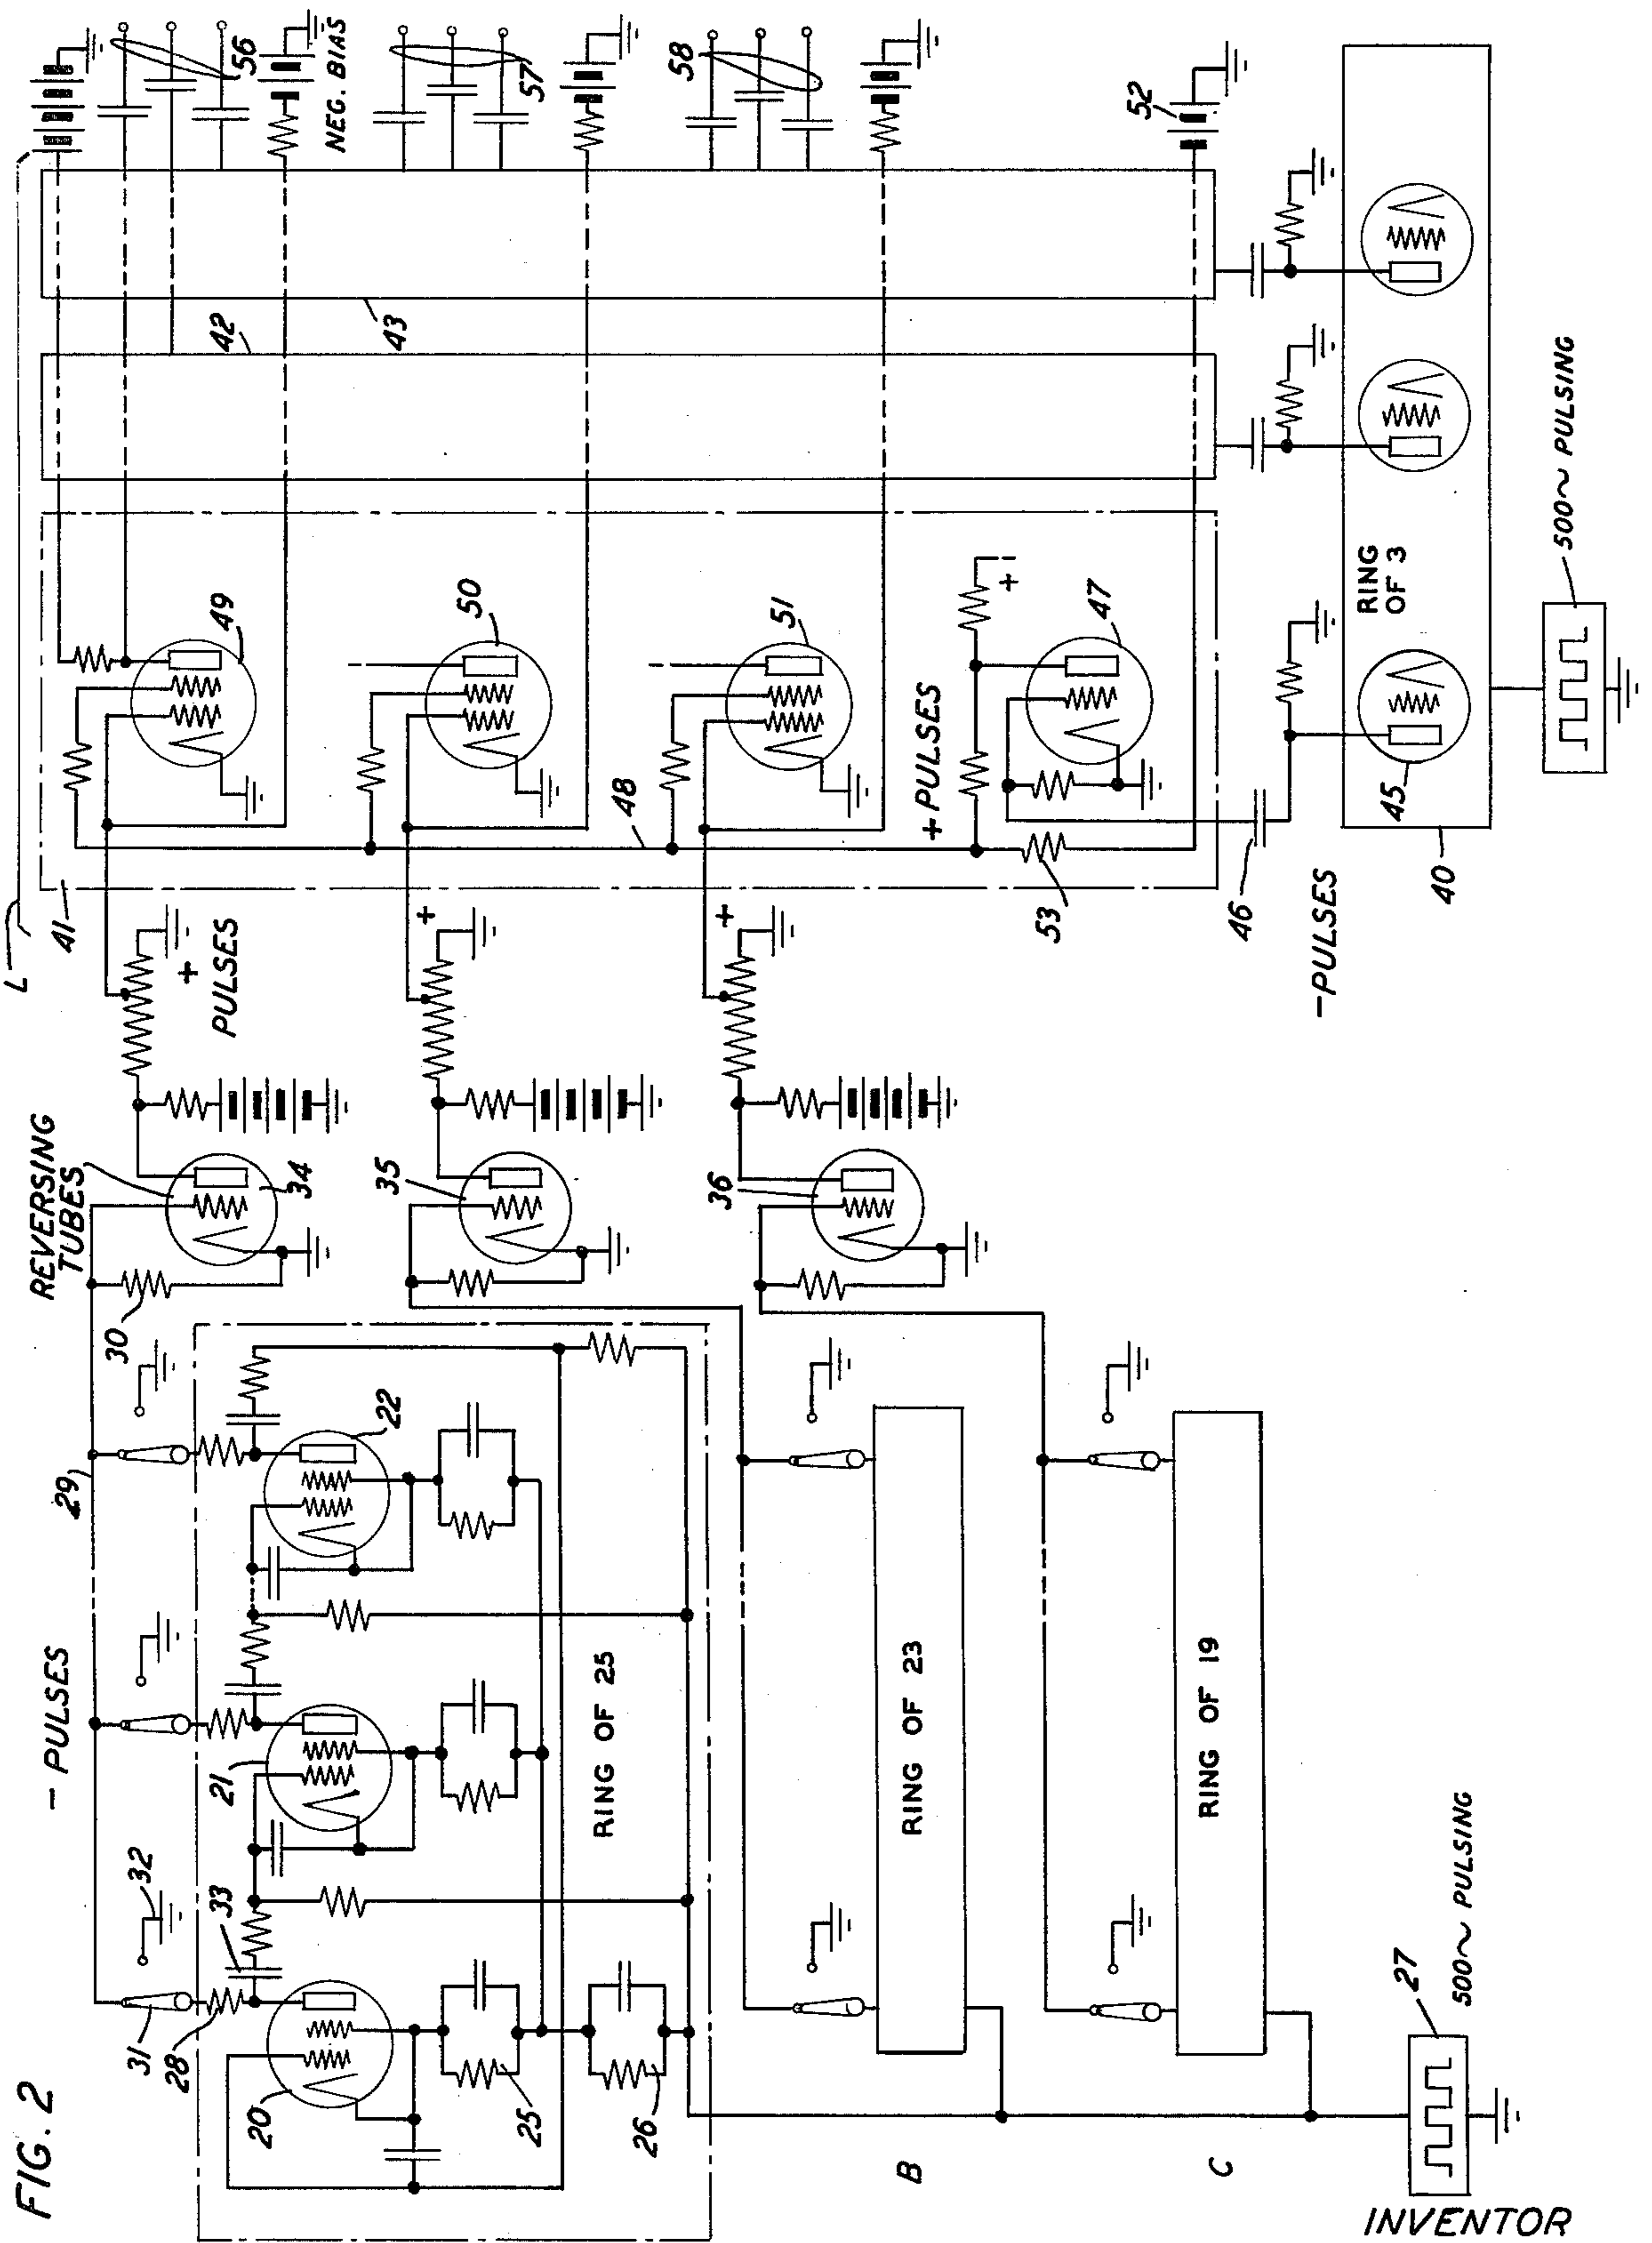 FIG. 2
- PULSES
REVERSING
TUBES
L
29
30
34
+
PULSES
41
49
42
43
56
NEG. BIAS
31
28
32
33
20
21
22
25
26
RING OF 25
35
+
50
57
48
B
RING OF 23
36
+
51
58
+ PULSES
+
47
52
53
C
RING OF 19
46
- PULSES
45
RING
OF 3
40
27
500~ PULSING
500~ PULSING
INVENTOR